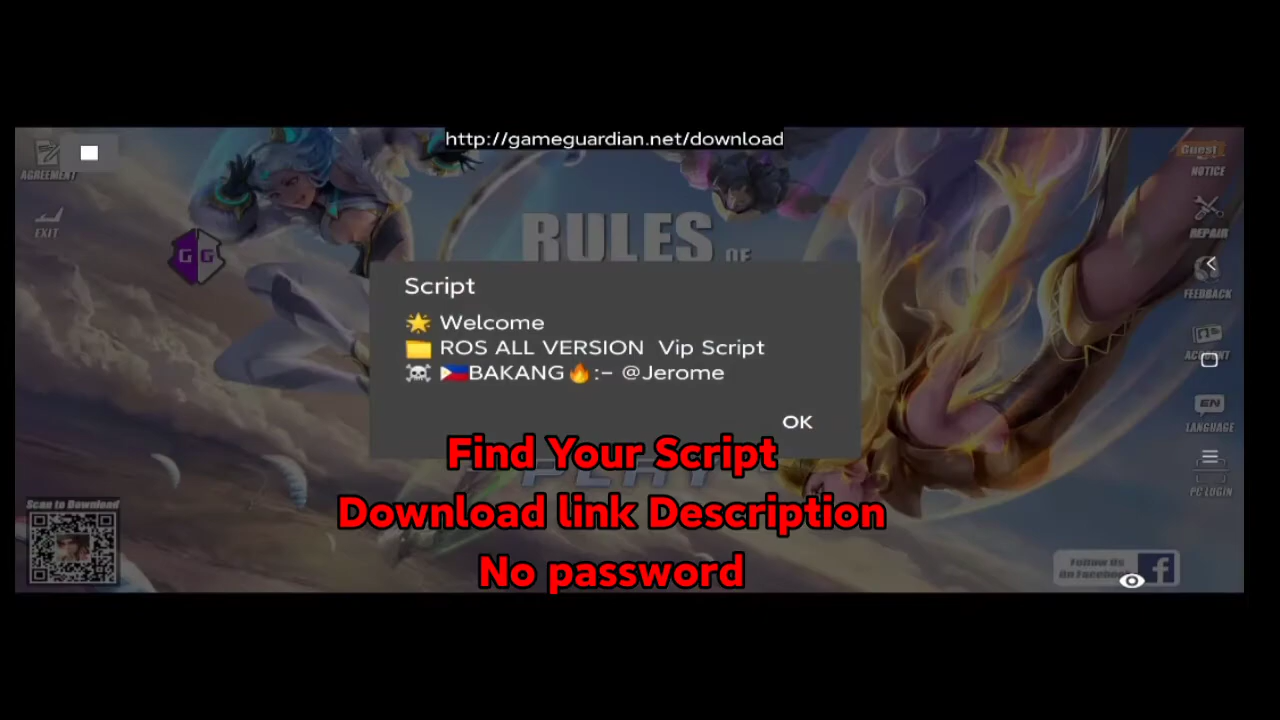 http://gameguardian.net/download
AGREEMENT
EXIT
G G
RULES
OF
Guest
NOTICE
REPAIR
FEEDBACK
ACCOUNT
EN
LANGUAGE
PC LOGIN
Script
🌟 Welcome
📁 ROS ALL VERSION Vip Script
☠️ 🇵🇭BAKANG🔥:- @Jerome
OK
PLAY
Find Your Script
Download link Description
No password
Scan to Download
Follow Us
On Facebook
f